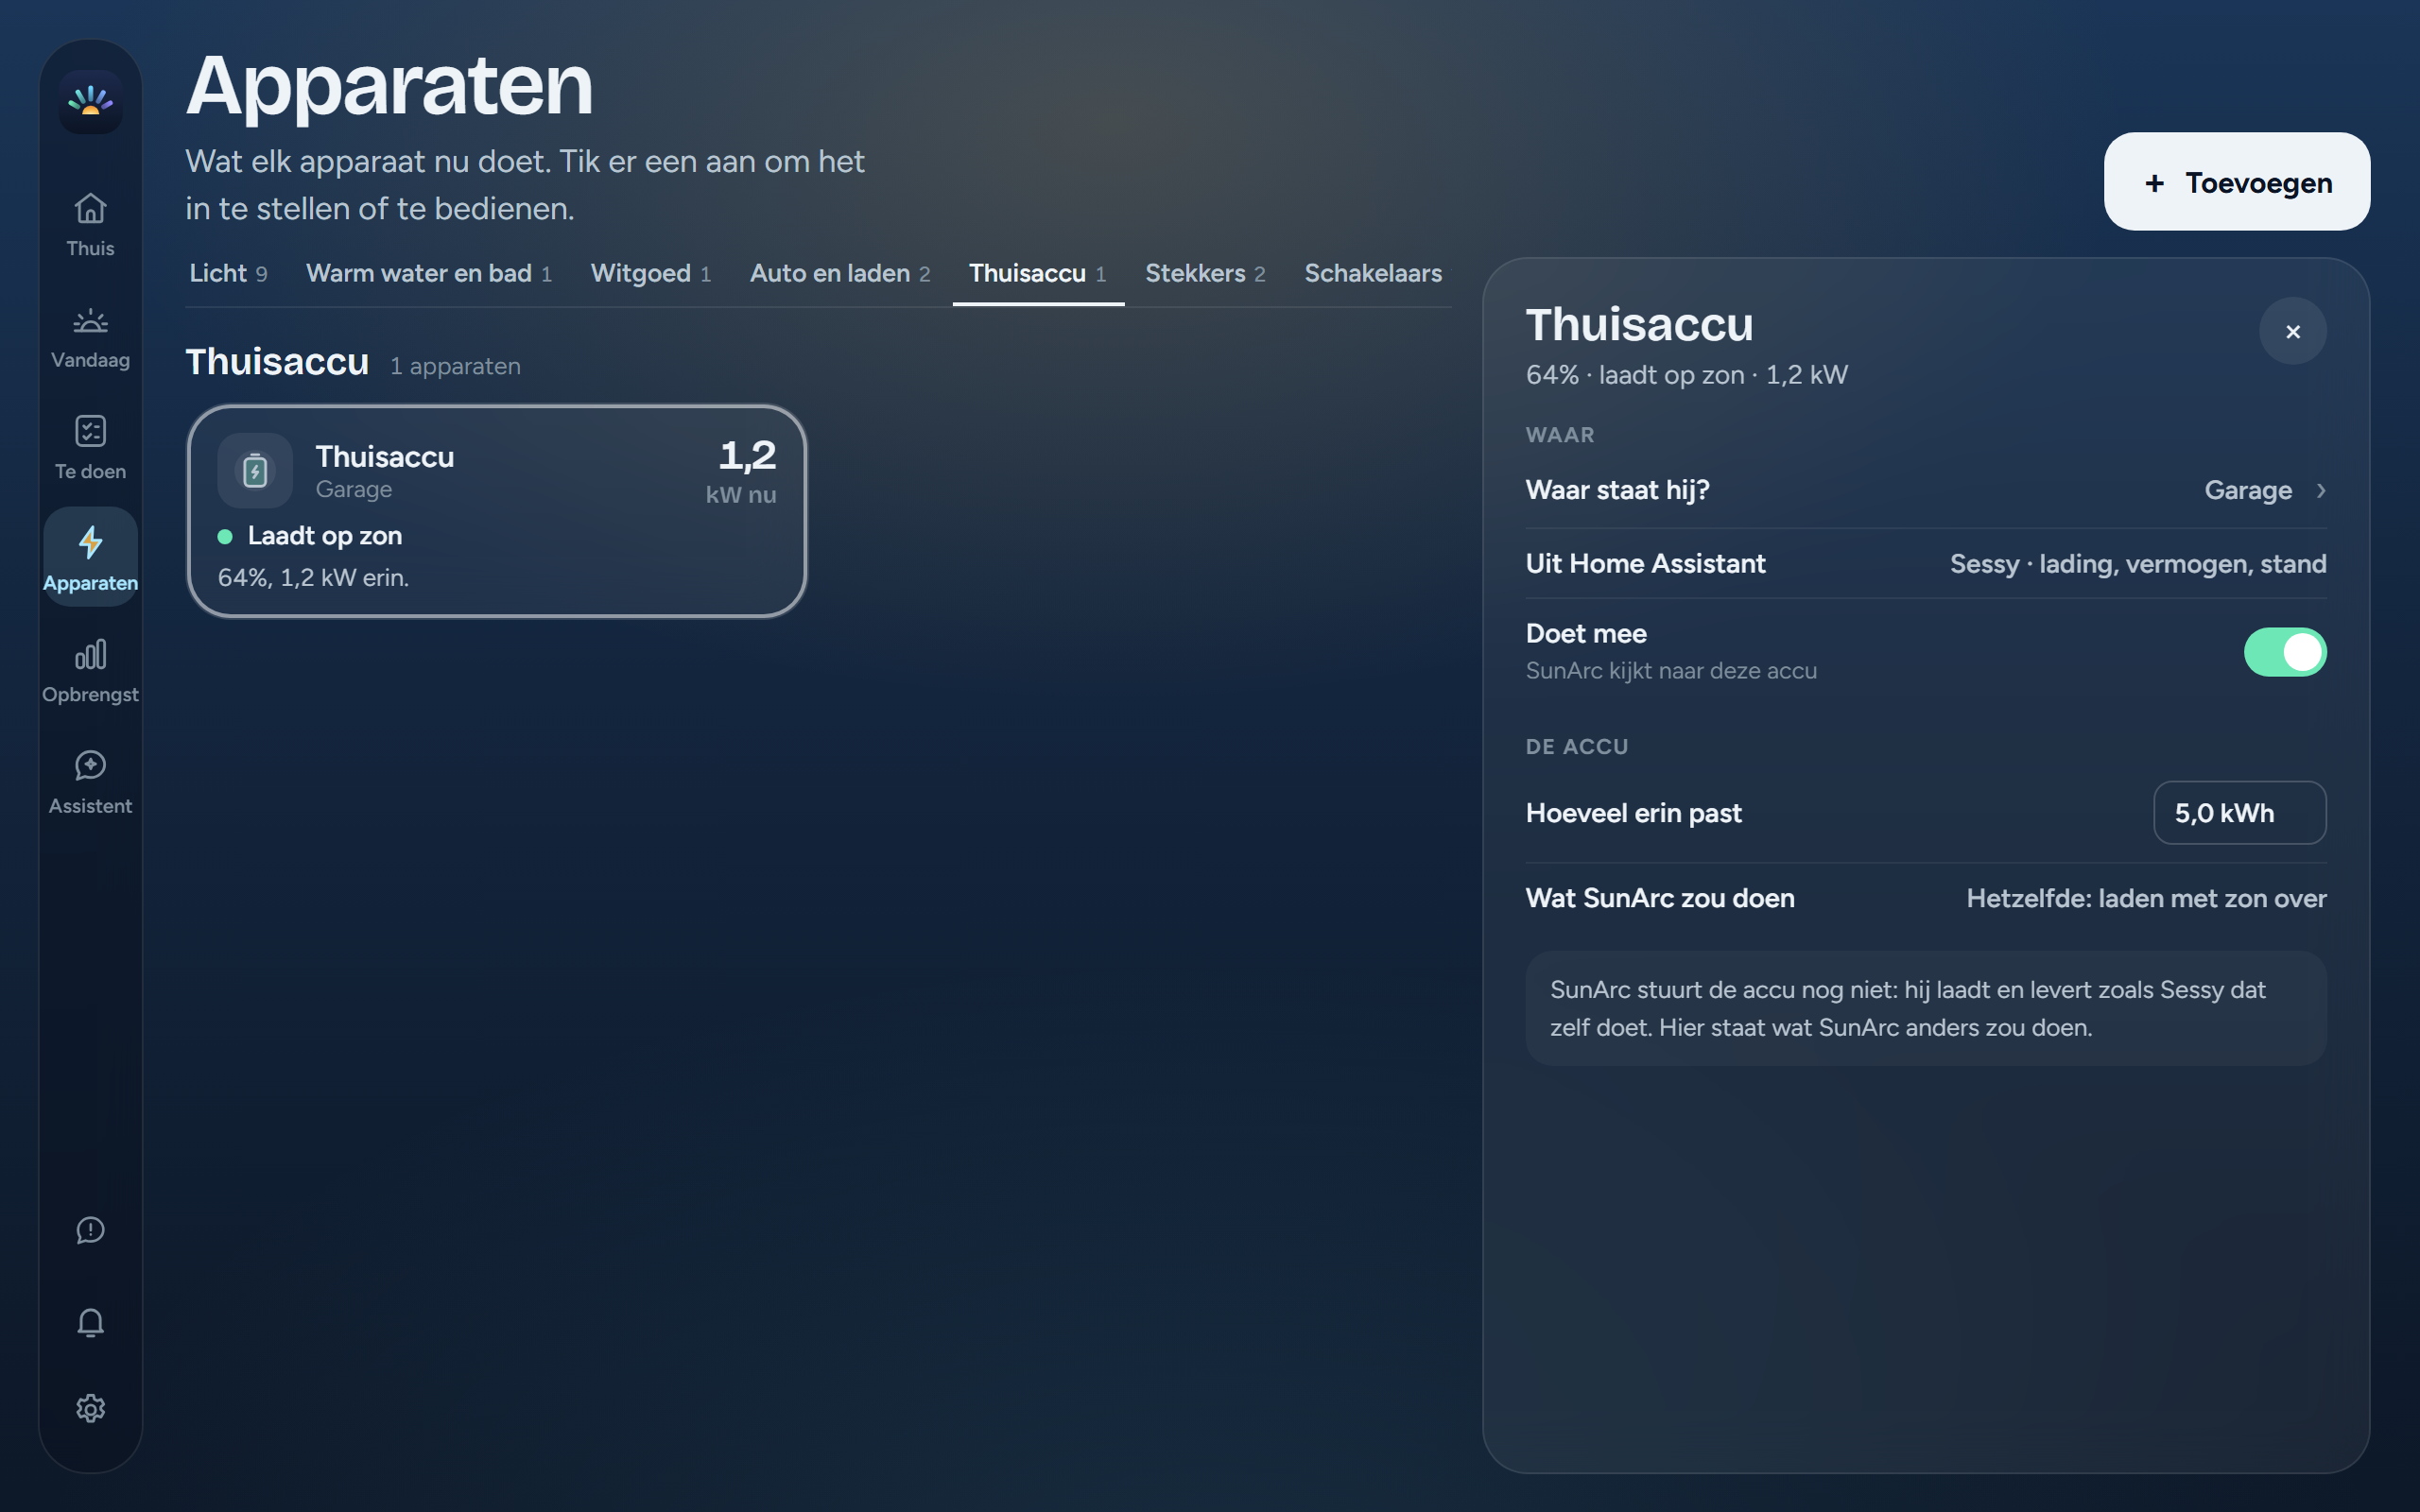 Apparaten
Wat elk apparaat nu doet. Tik er een aan om het
in te stellen of te bedienen.
+ Toevoegen
Thuis
Vandaag
Te doen
Apparaten
Opbrengst
Assistent
Licht 9 Warm water en bad 1 Witgoed 1 Auto en laden 2 Thuisaccu 1 Stekkers 2 Schakelaars
Thuisaccu 1 apparaten
Thuisaccu
Garage
1,2
kW nu
Laadt op zon
64%, 1,2 kW erin.
Thuisaccu
64% · laadt op zon · 1,2 kW
WAAR
Waar staat hij? Garage
Uit Home Assistant Sessy · lading, vermogen, stand
Doet mee
SunArc kijkt naar deze accu
DE ACCU
Hoeveel erin past 5,0 kWh
Wat SunArc zou doen Hetzelfde: laden met zon over
SunArc stuurt de accu nog niet: hij laadt en levert zoals Sessy dat
zelf doet. Hier staat wat SunArc anders zou doen.